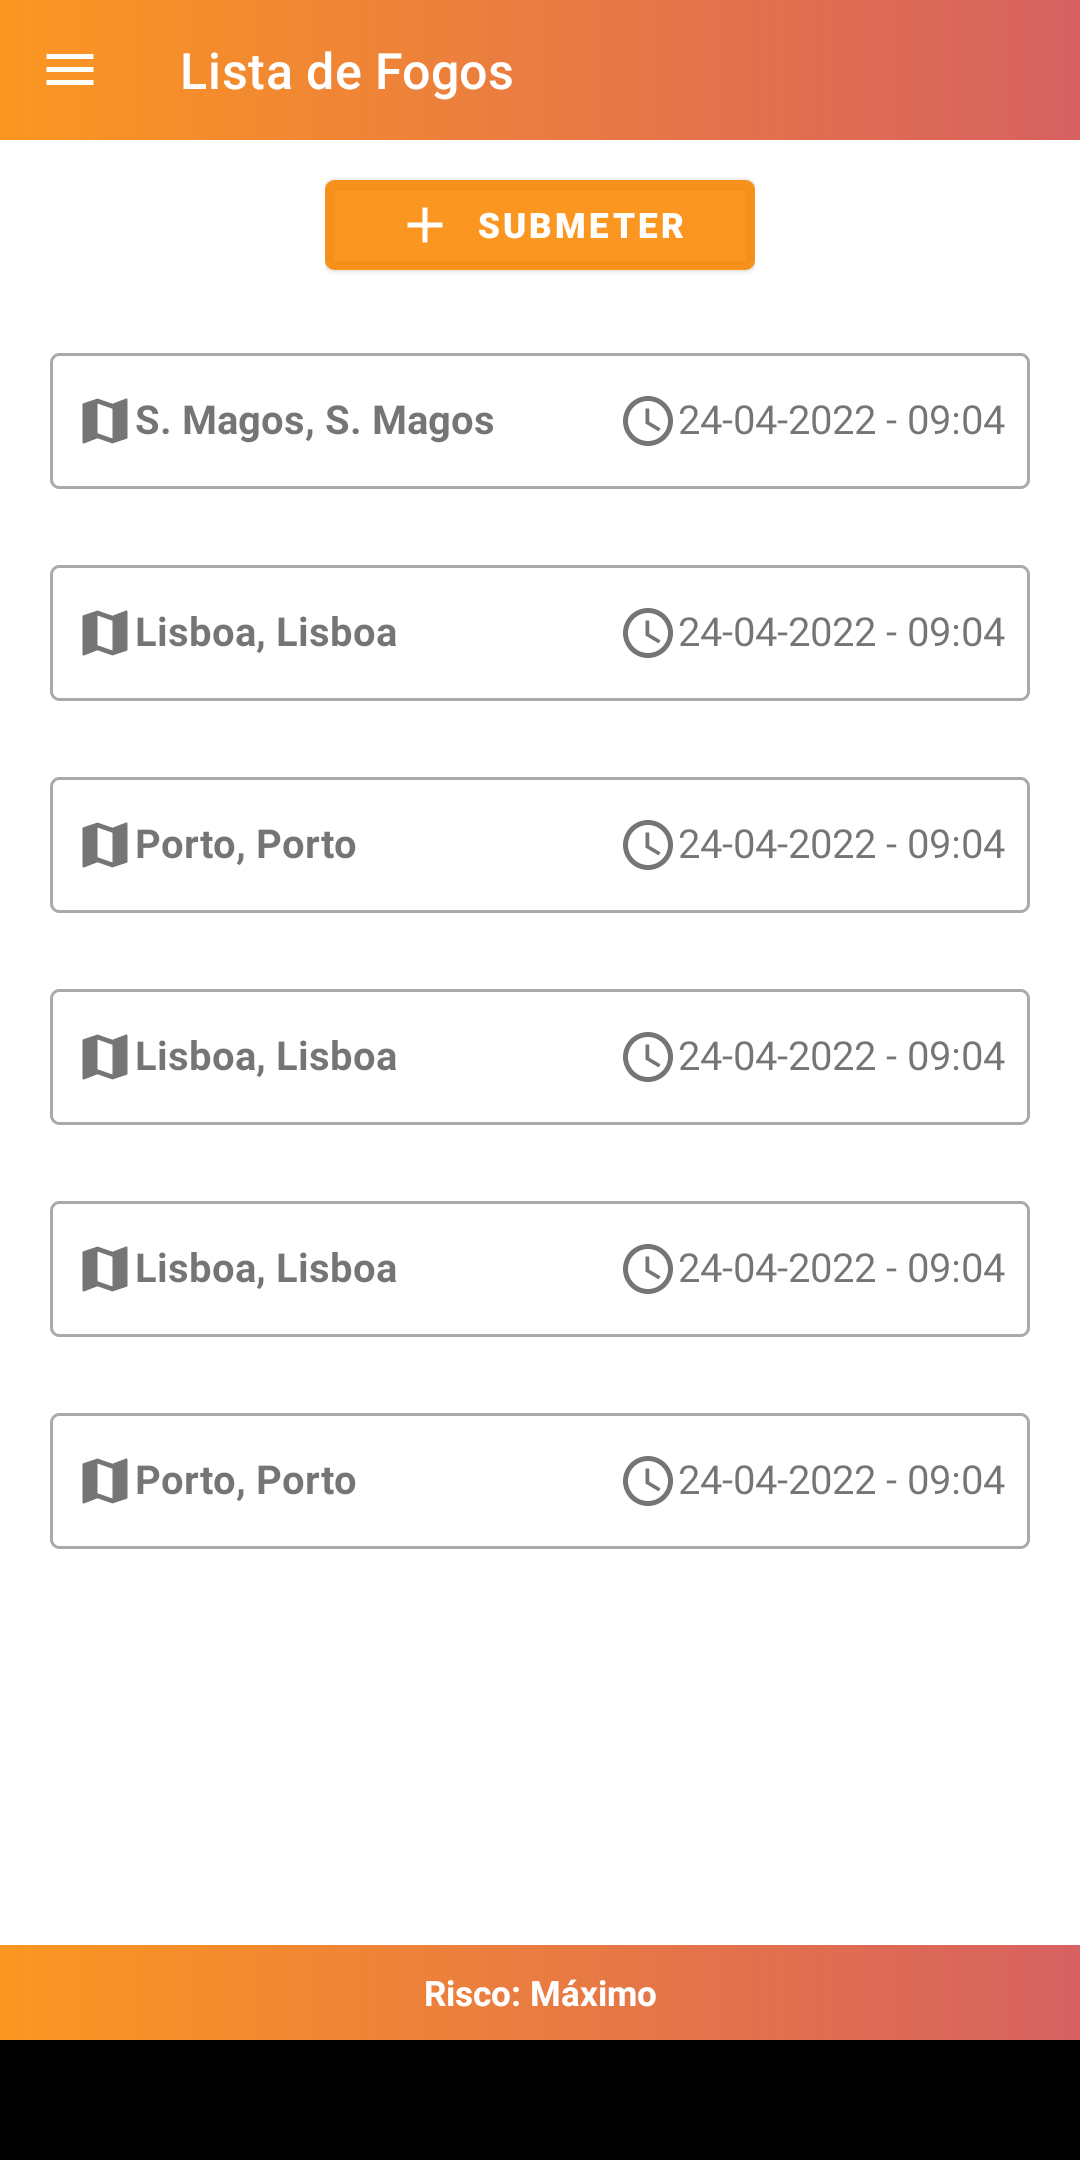 Lista de Fogos
SUBMETER
S. Magos, S. Magos 24-04-2022 - 09:04
Lisboa, Lisboa 24-04-2022 - 09:04
Porto, Porto 24-04-2022 - 09:04
Lisboa, Lisboa 24-04-2022 - 09:04
Lisboa, Lisboa 24-04-2022 - 09:04
Porto, Porto 24-04-2022 - 09:04
Risco: Máximo